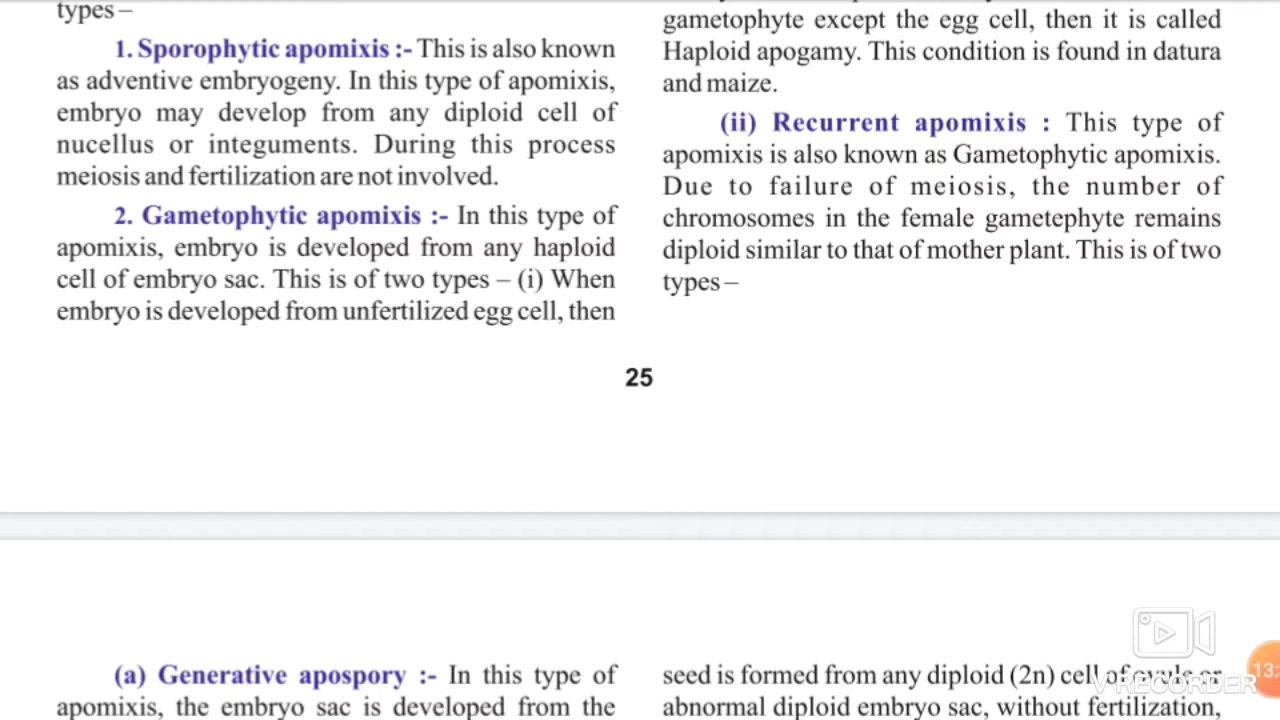 types –
1. Sporophytic apomixis :- This is also known
as adventive embryogeny. In this type of apomixis,
embryo may develop from any diploid cell of
nucellus or integuments. During this process
meiosis and fertilization are not involved.
2. Gametophytic apomixis :- In this type of
apomixis, embryo is developed from any haploid
cell of embryo sac. This is of two types – (i) When
embryo is developed from unfertilized egg cell, then
gametophyte except the egg cell, then it is called
Haploid apogamy. This condition is found in datura
and maize.
(ii) Recurrent apomixis : This type of
apomixis is also known as Gametophytic apomixis.
Due to failure of meiosis, the number of
chromosomes in the female gametephyte remains
diploid similar to that of mother plant. This is of two
types –
25
(a) Generative apospory :- In this type of
apomixis, the embryo sac is developed from the
seed is formed from any diploid (2n) cell of ovule or
abnormal diploid embryo sac, without fertilization,
V RECORDER
13: